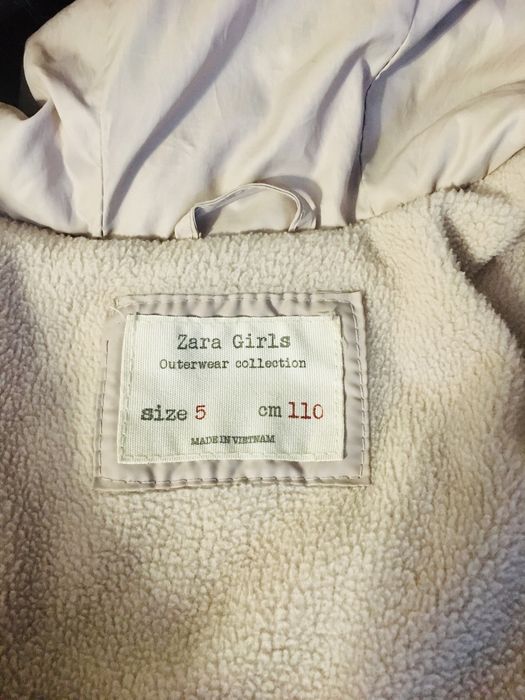 Zara Girls
Outerwear collection
size 5 cm 110
MADE IN VIETNAM